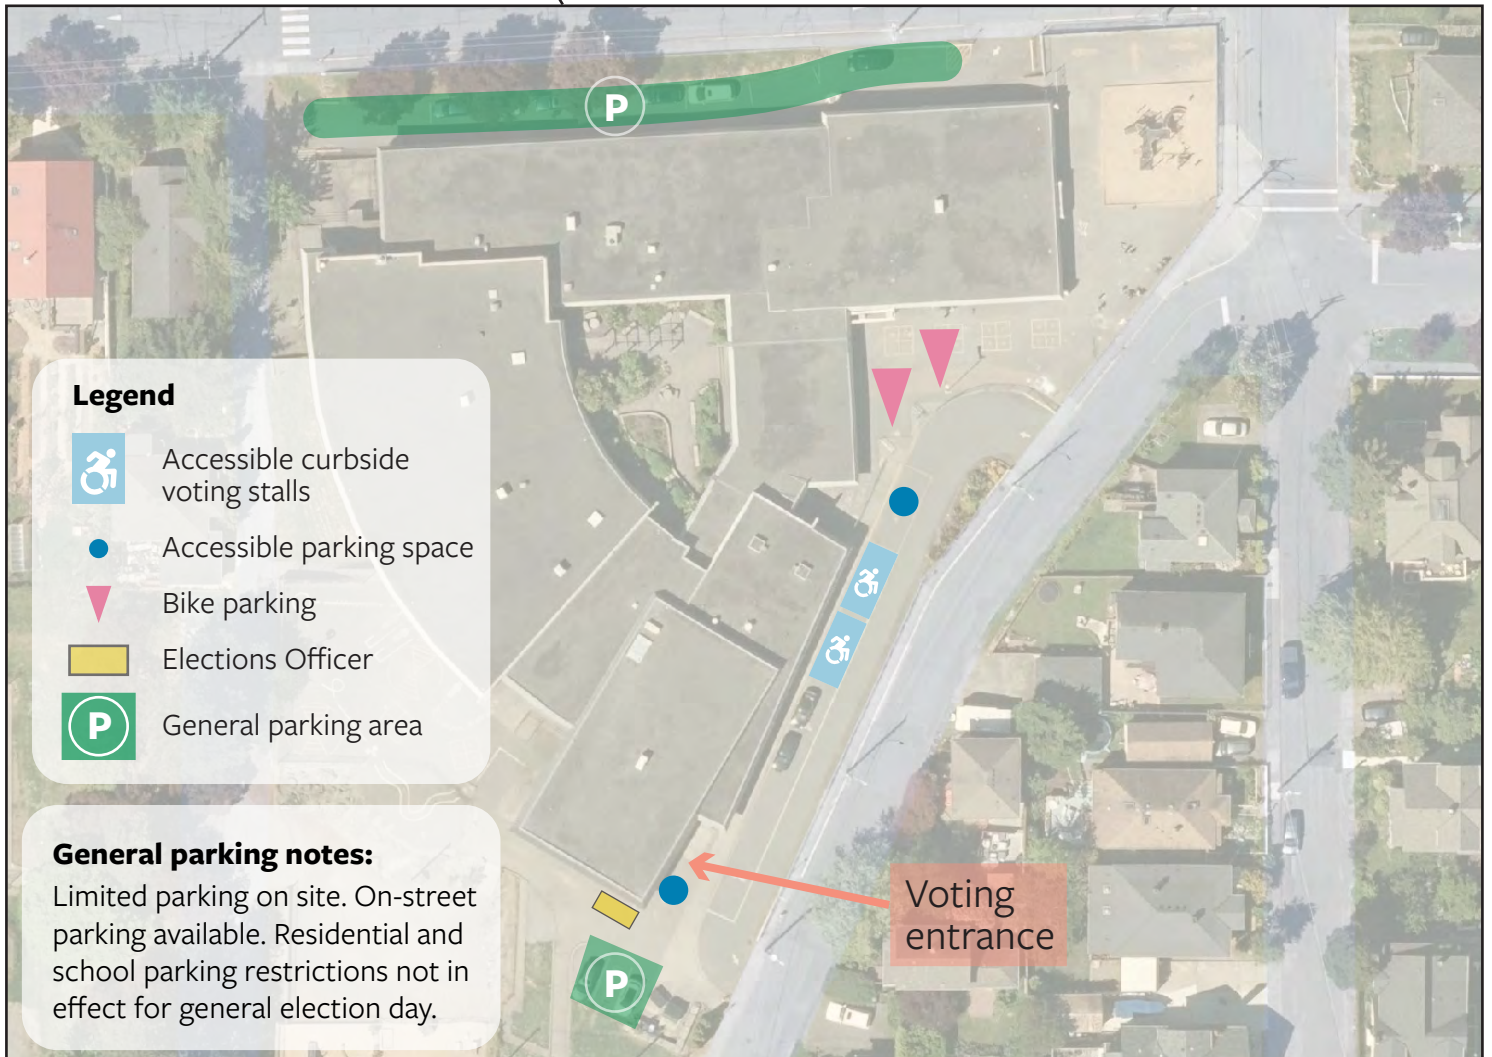 P
Legend
Accessible curbside
voting stalls
Accessible parking space
Bike parking
Elections Officer
P
General parking area
General parking notes:
Limited parking on site. On-street
parking available. Residential and
school parking restrictions not in
effect for general election day.
Voting
entrance
P